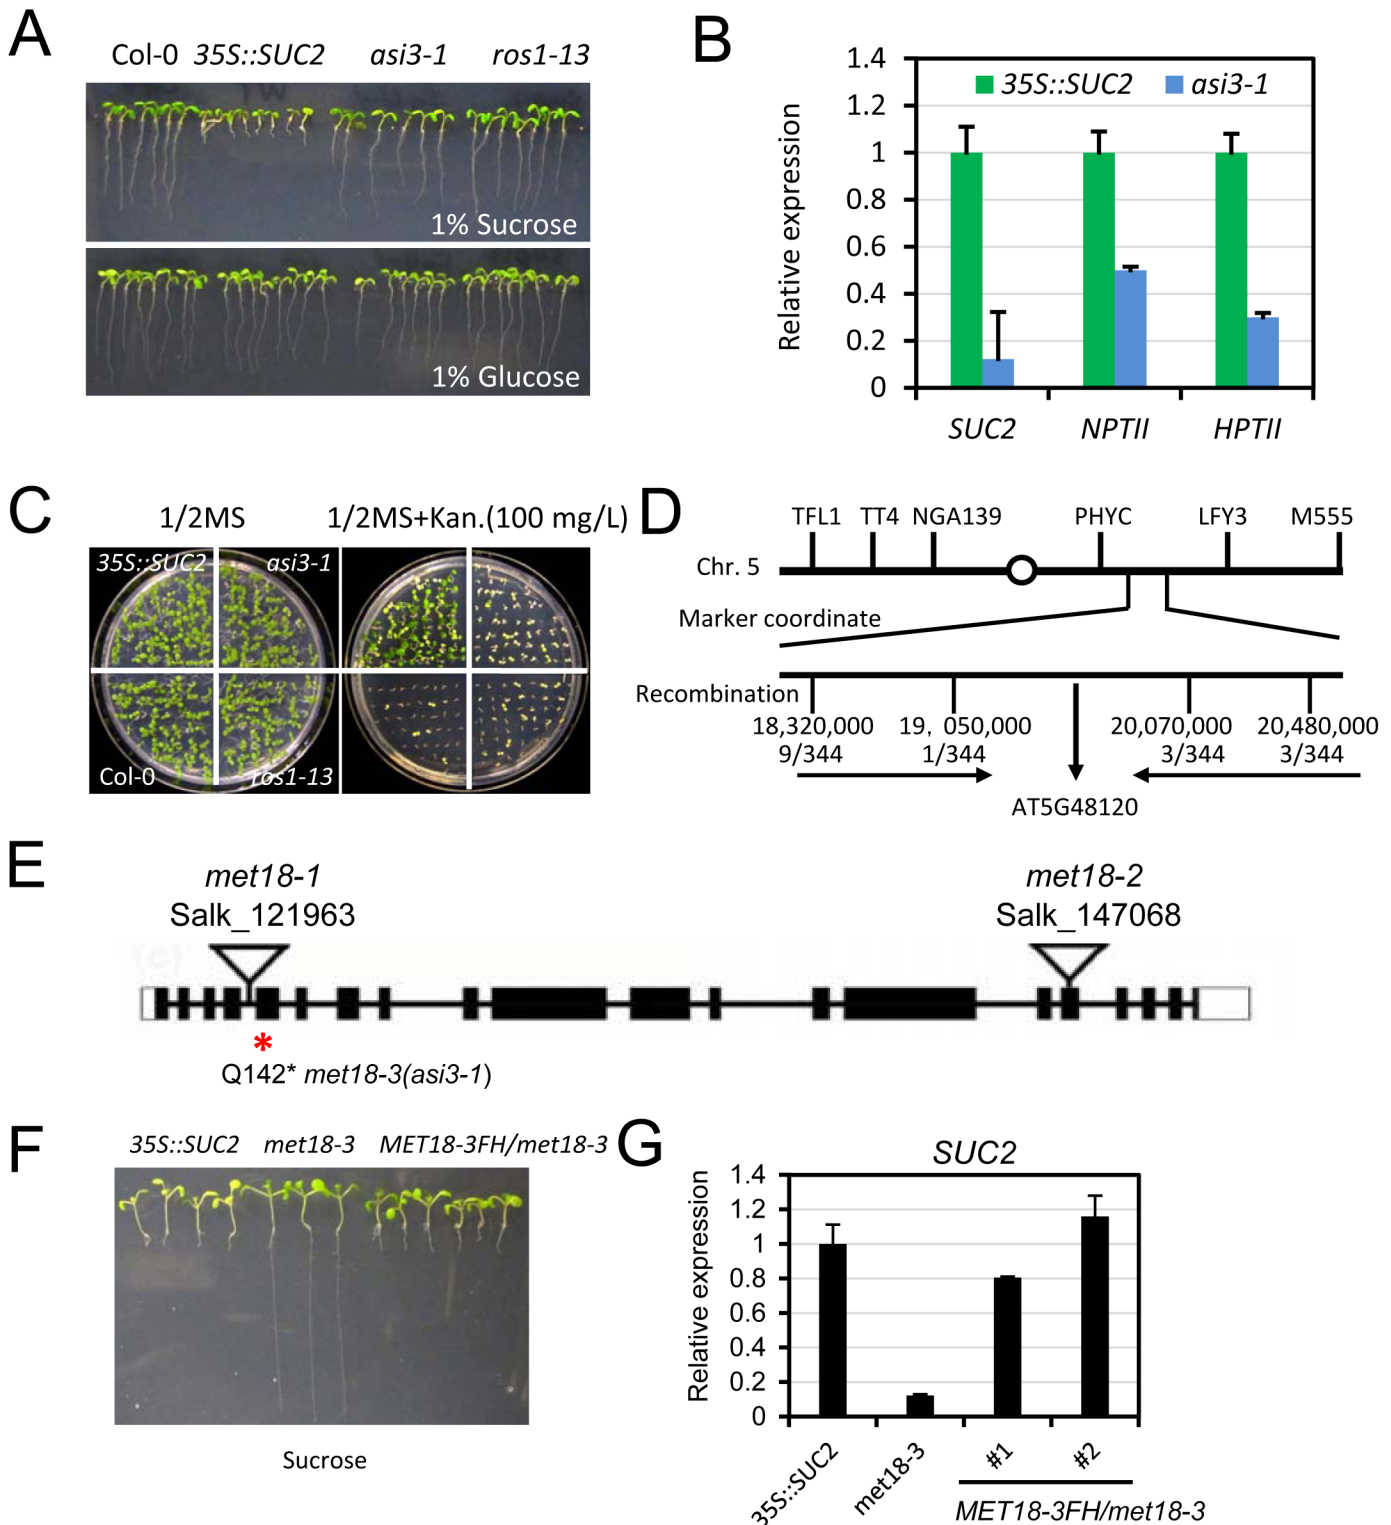 A
Col-0 35S::SUC2 asi3-1 ros1-13
1% Sucrose
1% Glucose
B
1.4
1.2
1
0.8
0.6
0.4
0.2
0
Relative expression
35S::SUC2 asi3-1
SUC2 NPTII HPTII
C
1/2MS 1/2MS+Kan.(100 mg/L)
35S::SUC2 asi3-1
Col-0 ros1-13
D
TFL1 TT4 NGA139 PHYC LFY3 M555
Chr. 5
Marker coordinate
Recombination
18,320,000 19, 050,000 20,070,000 20,480,000
9/344 1/344 3/344 3/344
AT5G48120
E
met18-1 met18-2
Salk_121963 Salk_147068
*
Q142* met18-3(asi3-1)
F
35S::SUC2 met18-3 MET18-3FH/met18-3
Sucrose
G
SUC2
1.4
1.2
1
0.8
0.6
0.4
0.2
0
Relative expression
35S::SUC2 met18-3 #1 #2
MET18-3FH/met18-3